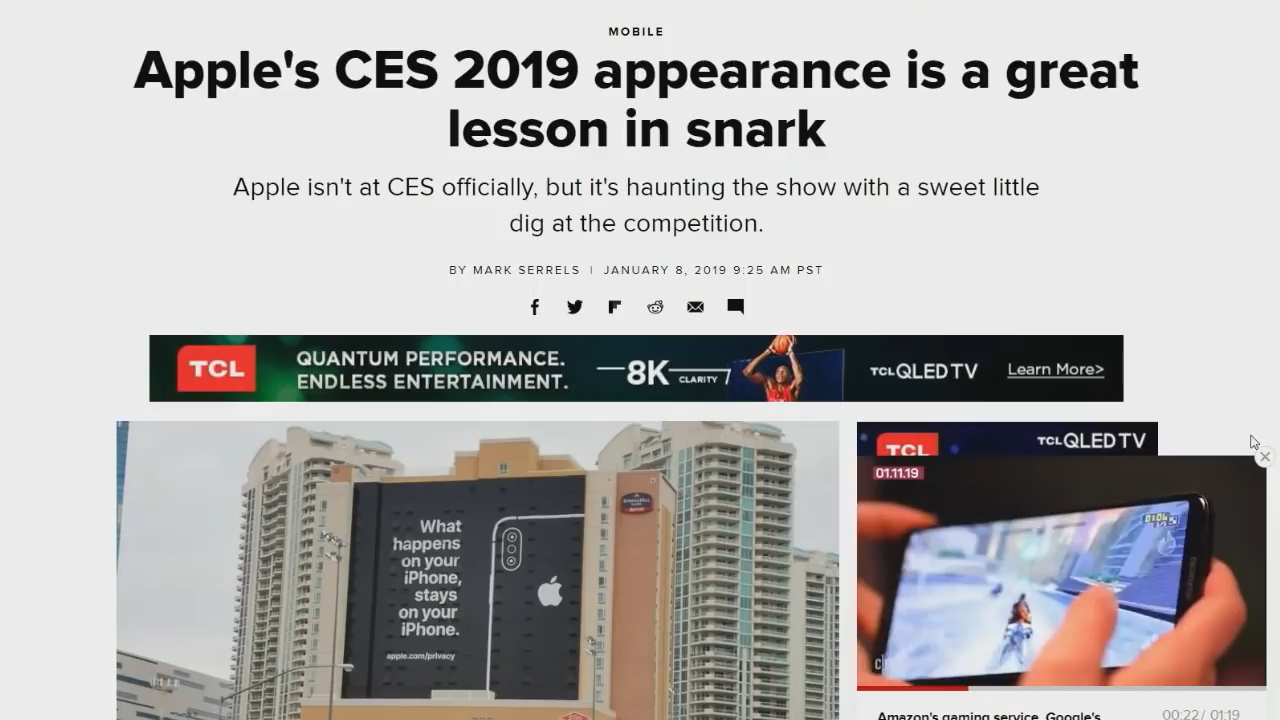 MOBILE
Apple's CES 2019 appearance is a great
lesson in snark
Apple isn't at CES officially, but it's haunting the show with a sweet little
dig at the competition.
BY MARK SERRELS | JANUARY 8, 2019 9:25 AM PST
TCL
QUANTUM PERFORMANCE.
ENDLESS ENTERTAINMENT.
8K CLARITY
TCL QLED TV
Learn More>
What
happens
on your
iPhone,
stays
on your
iPhone.
apple.com/privacy
TCL
TCL QLED TV
01.11.19
Amazon's gaming service, Google's
00:22 / 01:19